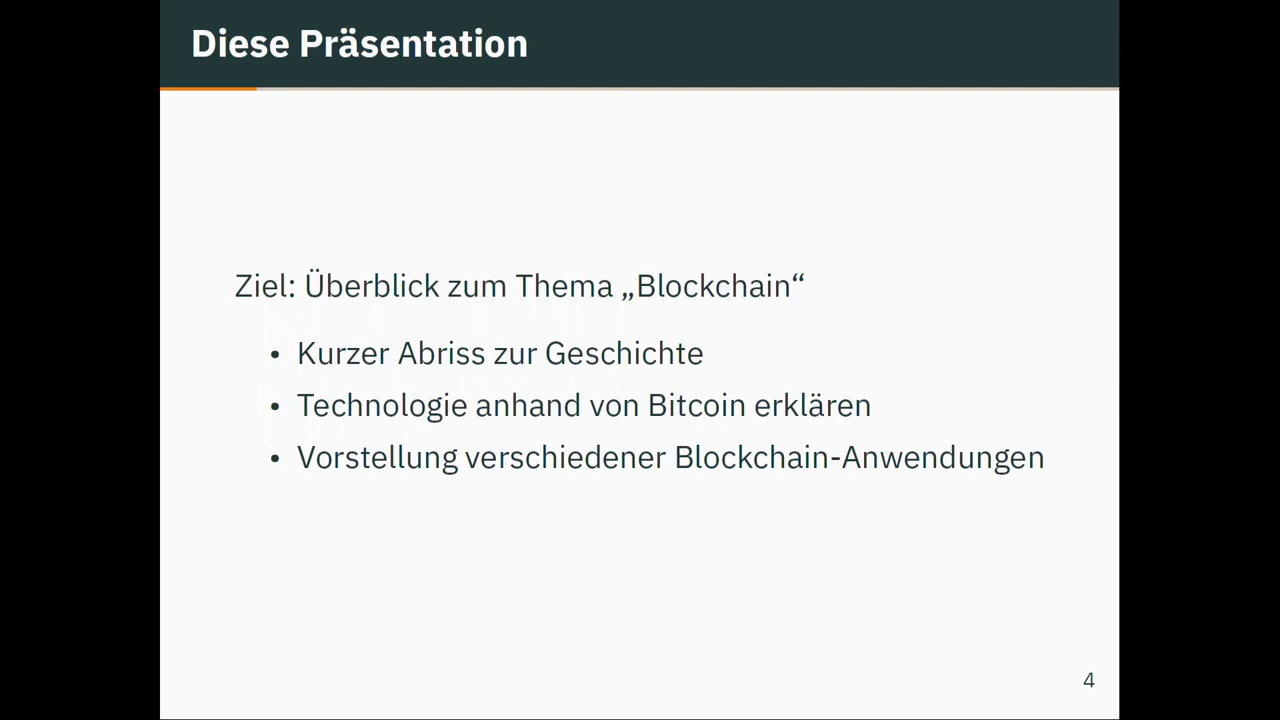 Diese Präsentation
Ziel: Überblick zum Thema „Blockchain“
• Kurzer Abriss zur Geschichte
• Technologie anhand von Bitcoin erklären
• Vorstellung verschiedener Blockchain-Anwendungen
4